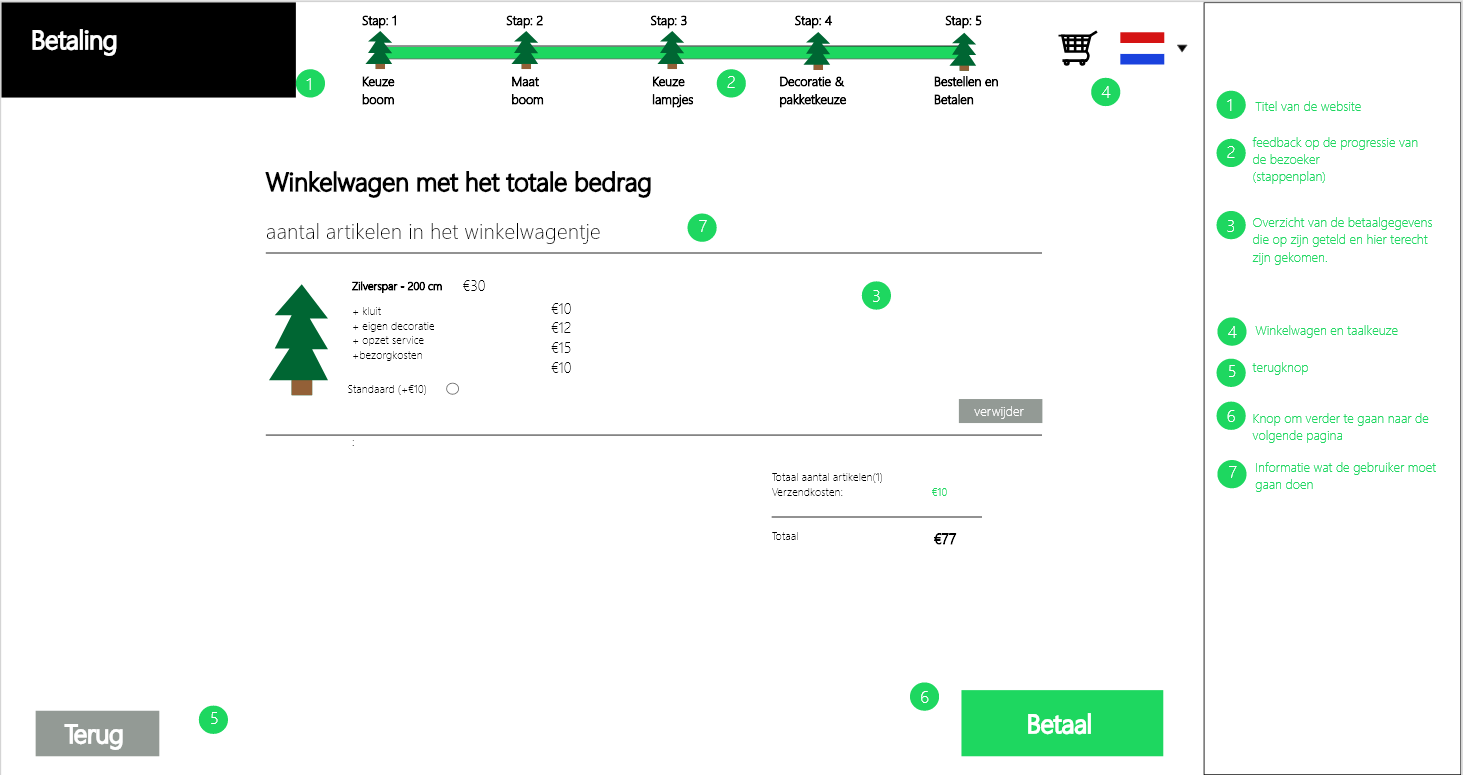 Betaling
Stap: 1
Stap: 2
Stap: 3
Stap: 4
Stap: 5
Keuze
boom
Maat
boom
Keuze
lampjes
Decoratie &
pakketkeuze
Bestellen en
Betalen
1
2
4
Winkelwagen met het totale bedrag
aantal artikelen in het winkelwagentje
7
Zilverspar - 200 cm €30
3
+ kluit €10
+ eigen decoratie €12
+ opzet service €15
+bezorgkosten €10
Standaard (+€10)
verwijder
:
Totaal aantal artikelen(1)
Verzendkosten: €10
Totaal €77
Terug
5
6
Betaal
1 Titel van de website
2 feedback op de progressie van
de bezoeker
(stappenplan)
3 Overzicht van de betaalgegevens
die op zijn geteld en hier terecht
zijn gekomen.
4 Winkelwagen en taalkeuze
5 terugknop
6 Knop om verder te gaan naar de
volgende pagina
7 Informatie wat de gebruiker moet
gaan doen